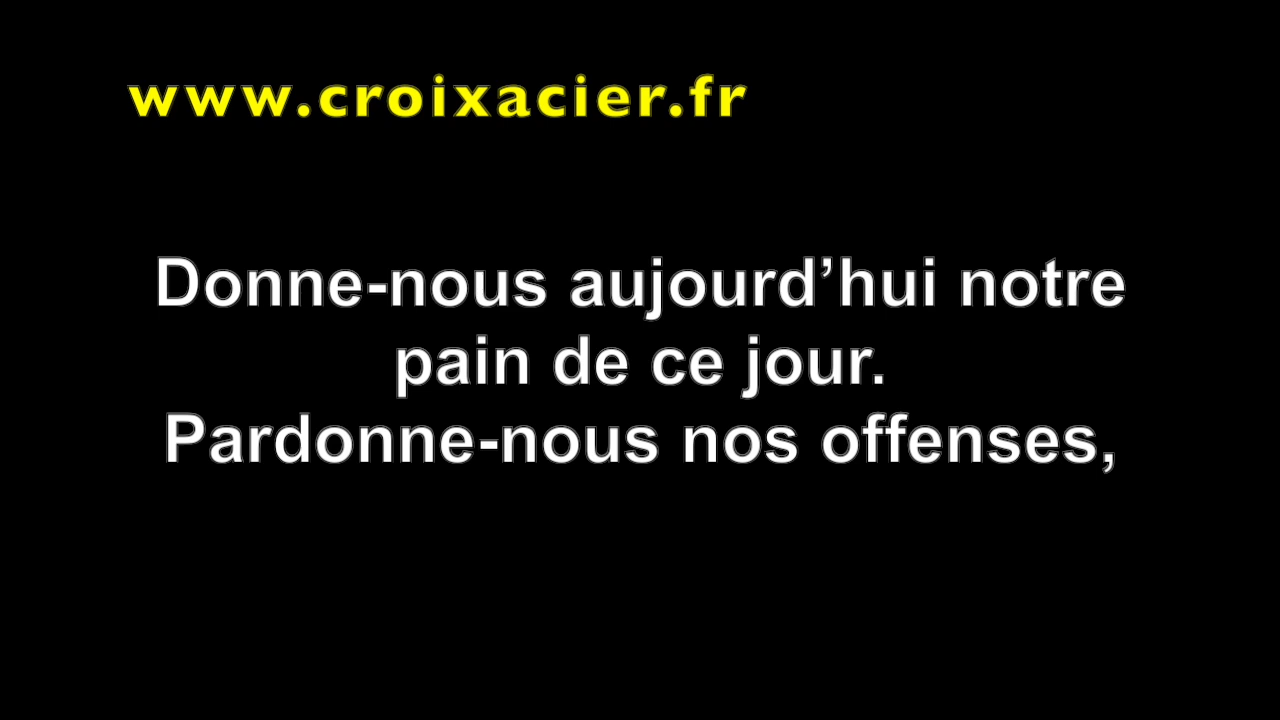 www.croixacier.fr
Donne-nous aujourd’hui notre
pain de ce jour.
Pardonne-nous nos offenses,